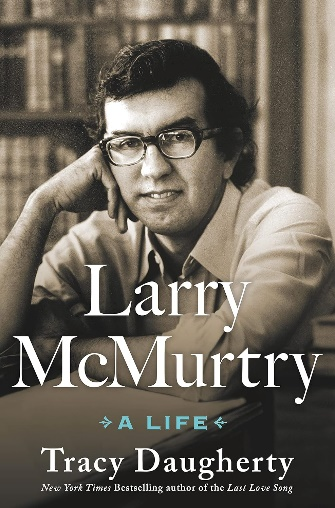 Larry
McMurtry
A LIFE
Tracy Daugherty
New York Times Bestselling author of the Last Love Song